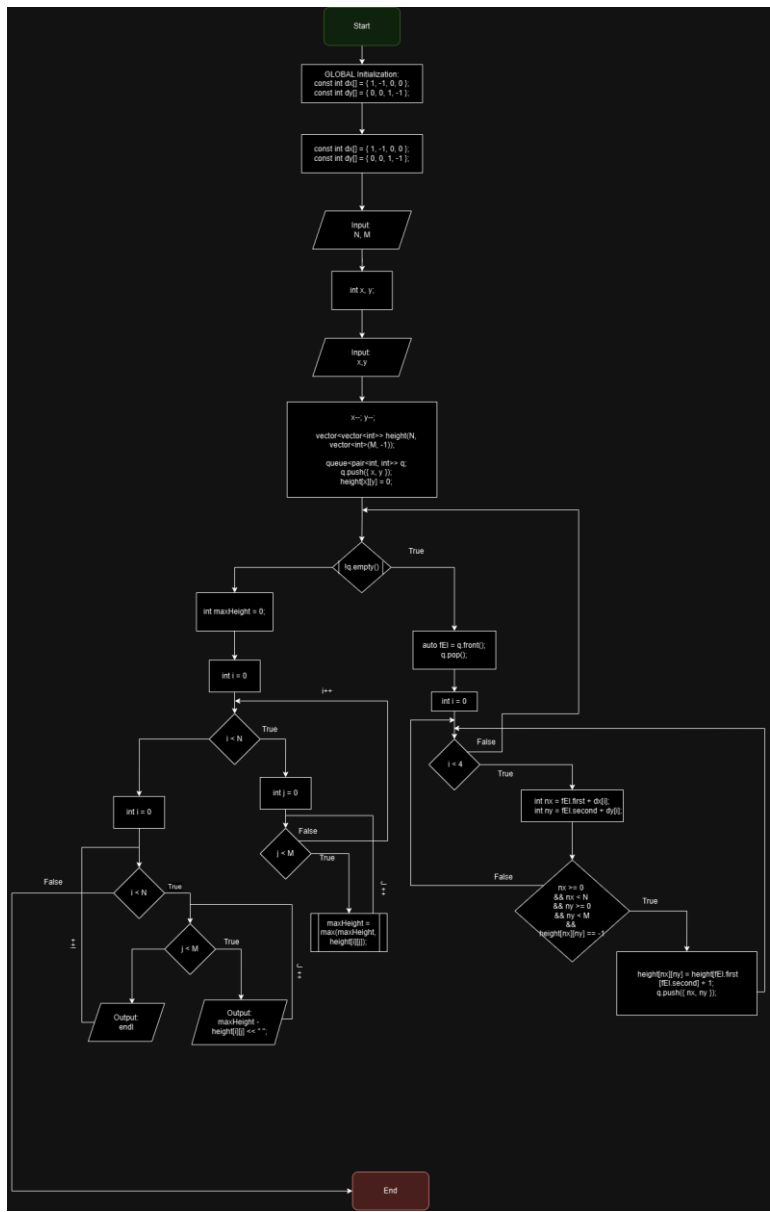 Start
GLOBAL Initialization:
const int dx[] = { 1, -1, 0, 0 };
const int dy[] = { 0, 0, 1, -1 };
const int dx[] = { 1, -1, 0, 0 };
const int dy[] = { 0, 0, 1, -1 };
Input:
N, M
int x, y;
Input:
x,y
x--; y--;
vector<vector<int>> height(N,
vector<int>(M, -1));
queue<pair<int, int>> q;
q.push({ x, y });
height[x][y] = 0;
!q.empty()
True
int maxHeight = 0;
auto fEl = q.front();
q.pop();
int i = 0
int i = 0
i++
i < N
True
False
i < 4
True
int i = 0
int j = 0
int nx = fEl.first + dx[i];
int ny = fEl.second + dy[i];
False
j < M
True
j++
False
i < N
True
i++
j < M
True
j++
maxHeight =
max(maxHeight,
height[i][j]);
False
nx >= 0
&& nx < N
&& ny >= 0
&& ny < M
&&
height[nx][ny] == -1
True
height[nx][ny] = height[fEl.first
[fEl.second] + 1;
q.push({ nx, ny });
Output:
endl
Output:
maxHeight -
height[i][j] << " ";
End